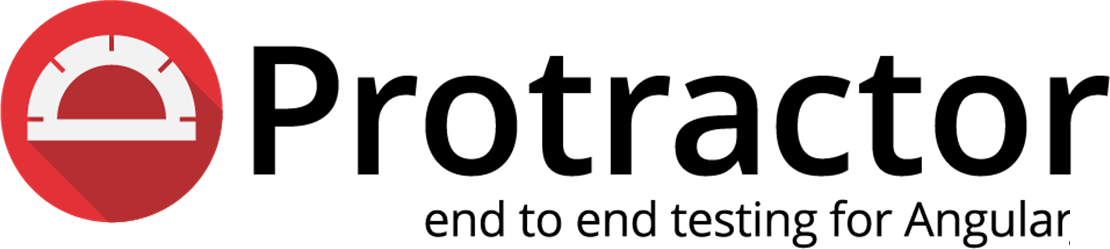 Protractor
end to end testing for Angular